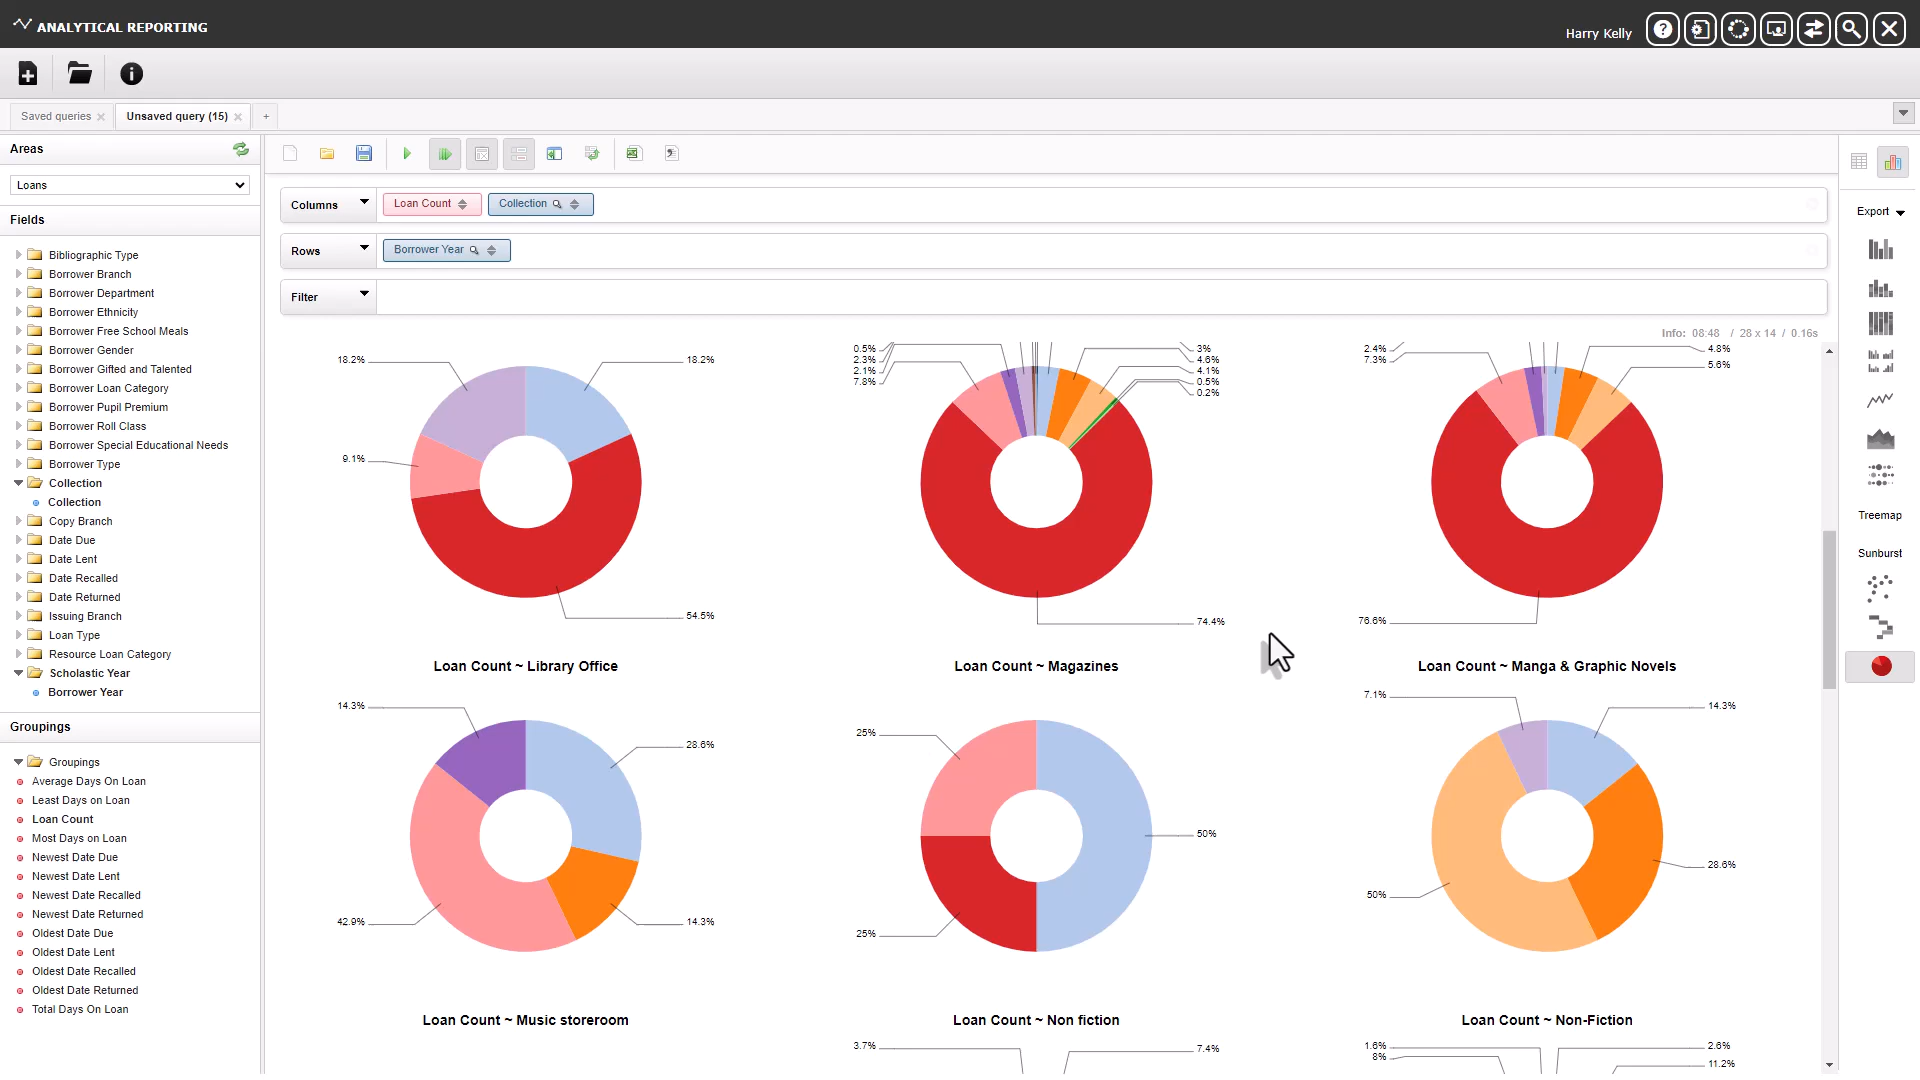 ANALYTICAL REPORTING
Harry Kelly
Saved queries
Unsaved query (15)
+
Areas
Loans
Fields
Bibliographic Type
Borrower Branch
Borrower Department
Borrower Ethnicity
Borrower Free School Meals
Borrower Gender
Borrower Gifted and Talented
Borrower Loan Category
Borrower Pupil Premium
Borrower Roll Class
Borrower Special Educational Needs
Borrower Type
Collection
Collection
Copy Branch
Date Due
Date Lent
Date Recalled
Date Returned
Issuing Branch
Loan Type
Resource Loan Category
Scholastic Year
Borrower Year
Groupings
Groupings
Average Days On Loan
Least Days on Loan
Loan Count
Most Days on Loan
Newest Date Due
Newest Date Lent
Newest Date Recalled
Newest Date Returned
Oldest Date Due
Oldest Date Lent
Oldest Date Recalled
Oldest Date Returned
Total Days On Loan
Columns
Loan Count
Collection
Rows
Borrower Year
Filter
Info: 08:48 / 28 x 14 / 0.16s
18.2%
18.2%
9.1%
54.5%
0.5%
2.3%
2.1%
7.8%
3%
4.6%
4.1%
0.5%
0.2%
74.4%
2.4%
7.3%
4.8%
5.6%
76.6%
Loan Count ~ Library Office
Loan Count ~ Magazines
Loan Count ~ Manga & Graphic Novels
14.3%
28.6%
42.9%
14.3%
25%
50%
25%
7.1%
14.3%
50%
28.6%
Loan Count ~ Music storeroom
Loan Count ~ Non fiction
Loan Count ~ Non-Fiction
3.7%
7.4%
1.6%
8%
2.6%
11.2%
Export
Treemap
Sunburst